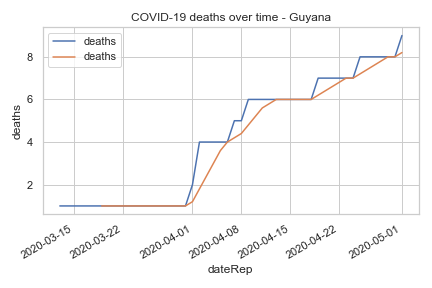 COVID-19 deaths over time - Guyana
deaths
deaths
deaths
8
6
4
2
2020-03-15
2020-03-22
2020-04-01
2020-04-08
2020-04-15
2020-04-22
2020-05-01
dateRep